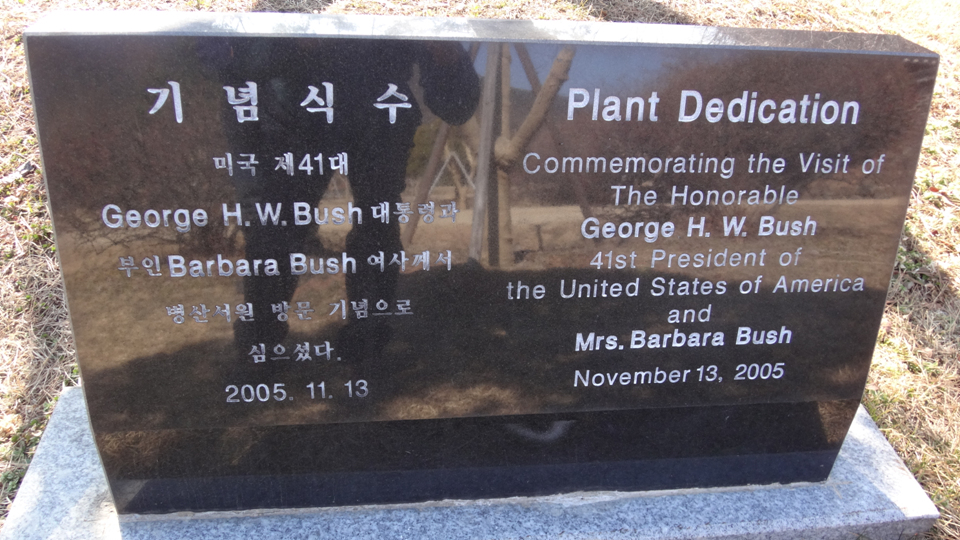 기념식수
미국 제41대
George H.W. Bush 대통령과
부인 Barbara Bush 여사께서
병산서원 방문 기념으로
심으셨다.
2005. 11. 13
Plant Dedication
Commemorating the Visit of
The Honorable
George H. W. Bush
41st President of
the United States of America
and
Mrs. Barbara Bush
November 13, 2005